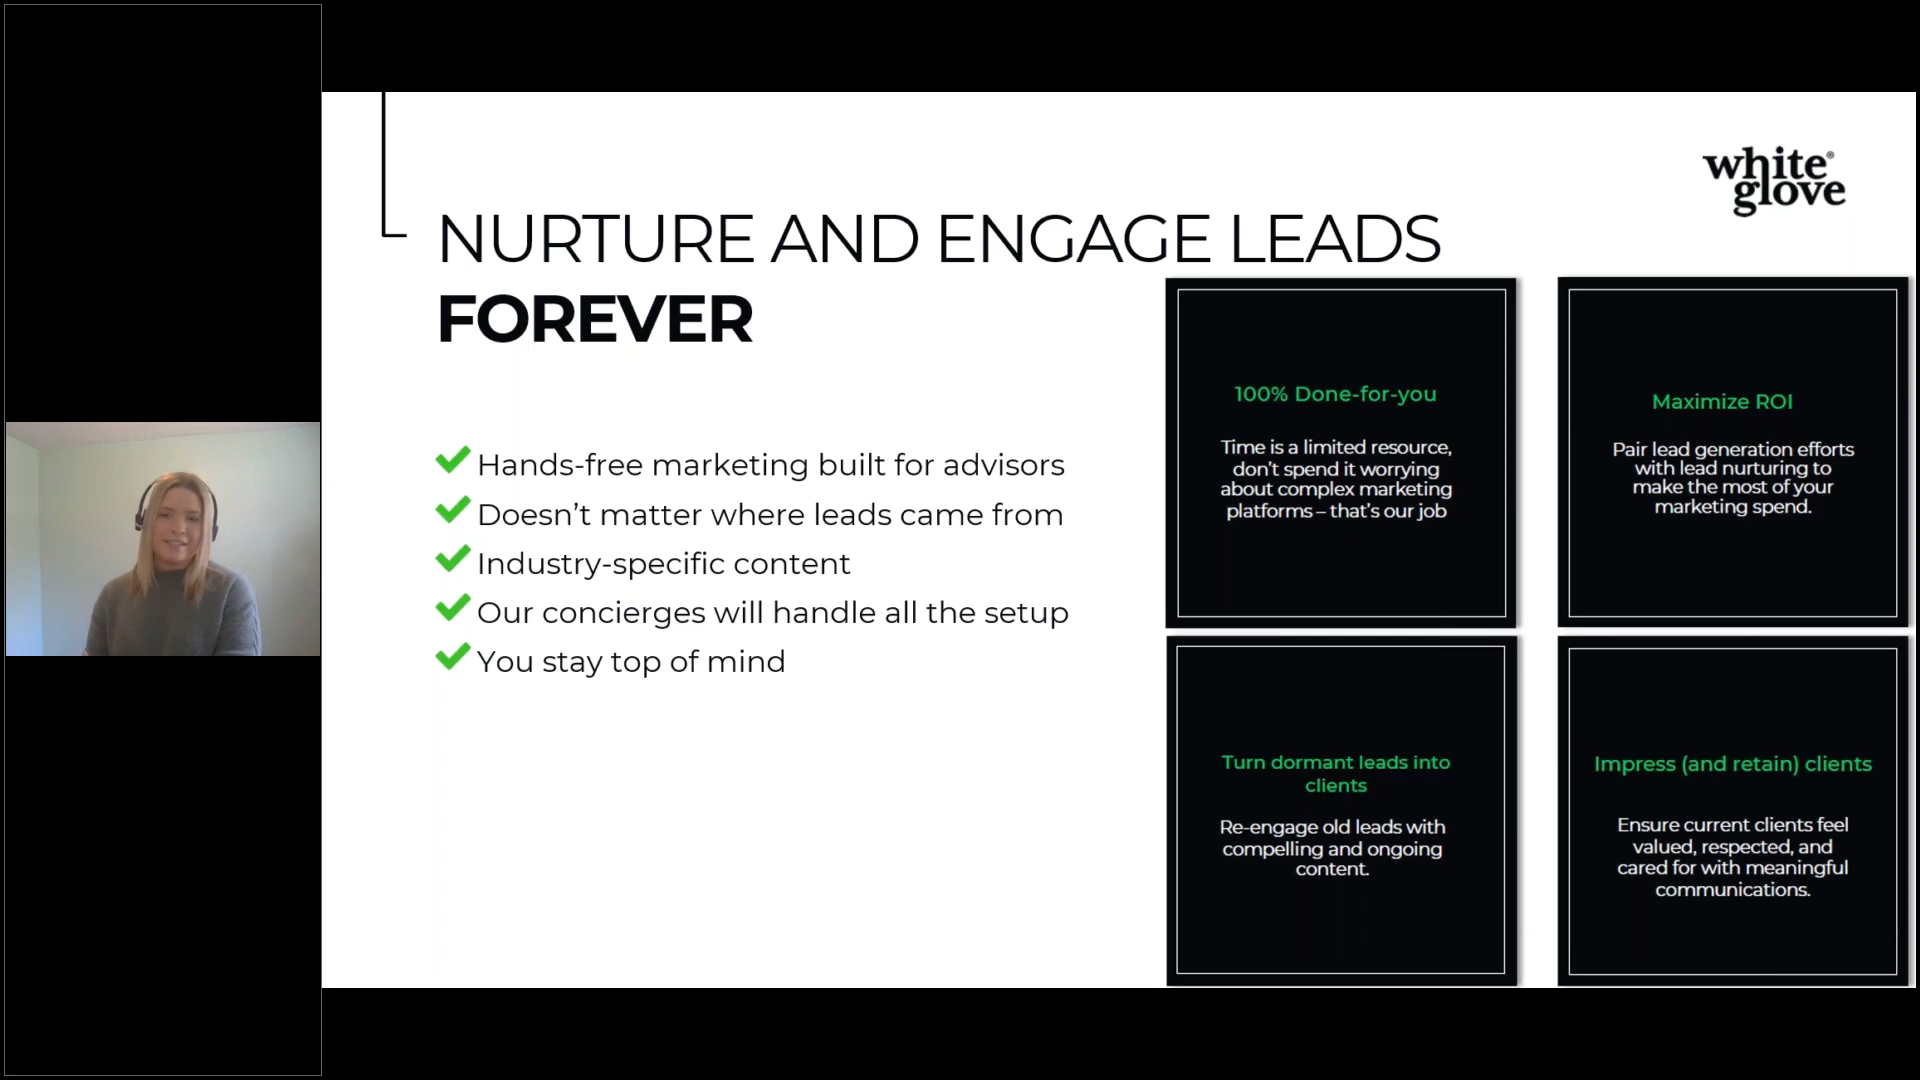 white®
glove
NURTURE AND ENGAGE LEADS
FOREVER
Hands-free marketing built for advisors
Doesn’t matter where leads came from
Industry-specific content
Our concierges will handle all the setup
You stay top of mind
100% Done-for-you
Time is a limited resource,
don’t spend it worrying
about complex marketing
platforms – that’s our job
Maximize ROI
Pair lead generation efforts
with lead nurturing to
make the most of your
marketing spend.
Turn dormant leads into
clients
Re-engage old leads with
compelling and ongoing
content.
Impress (and retain) clients
Ensure current clients feel
valued, respected, and
cared for with meaningful
communications.